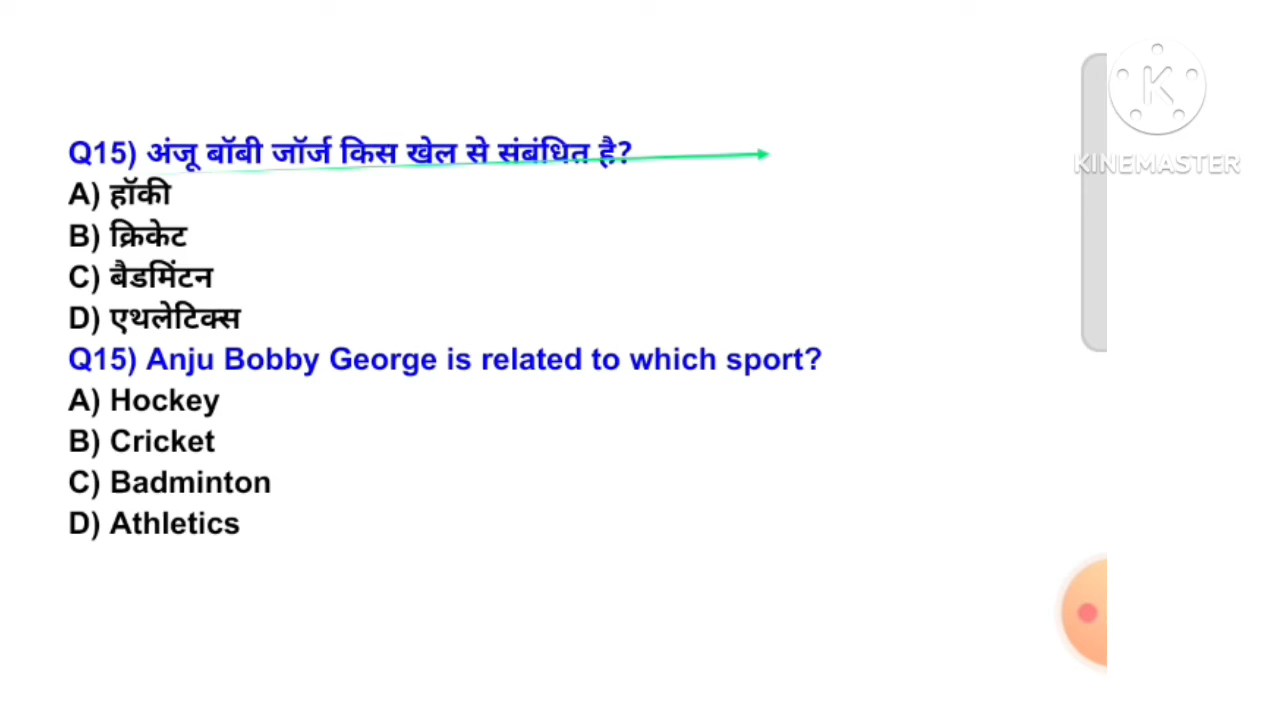 Q15) अंजू बॉबी जॉर्ज किस खेल से संबंधित है?
A) हॉकी
B) क्रिकेट
C) बैडमिंटन
D) एथलेटिक्स
Q15) Anju Bobby George is related to which sport?
A) Hockey
B) Cricket
C) Badminton
D) Athletics
K
KINEMASTER